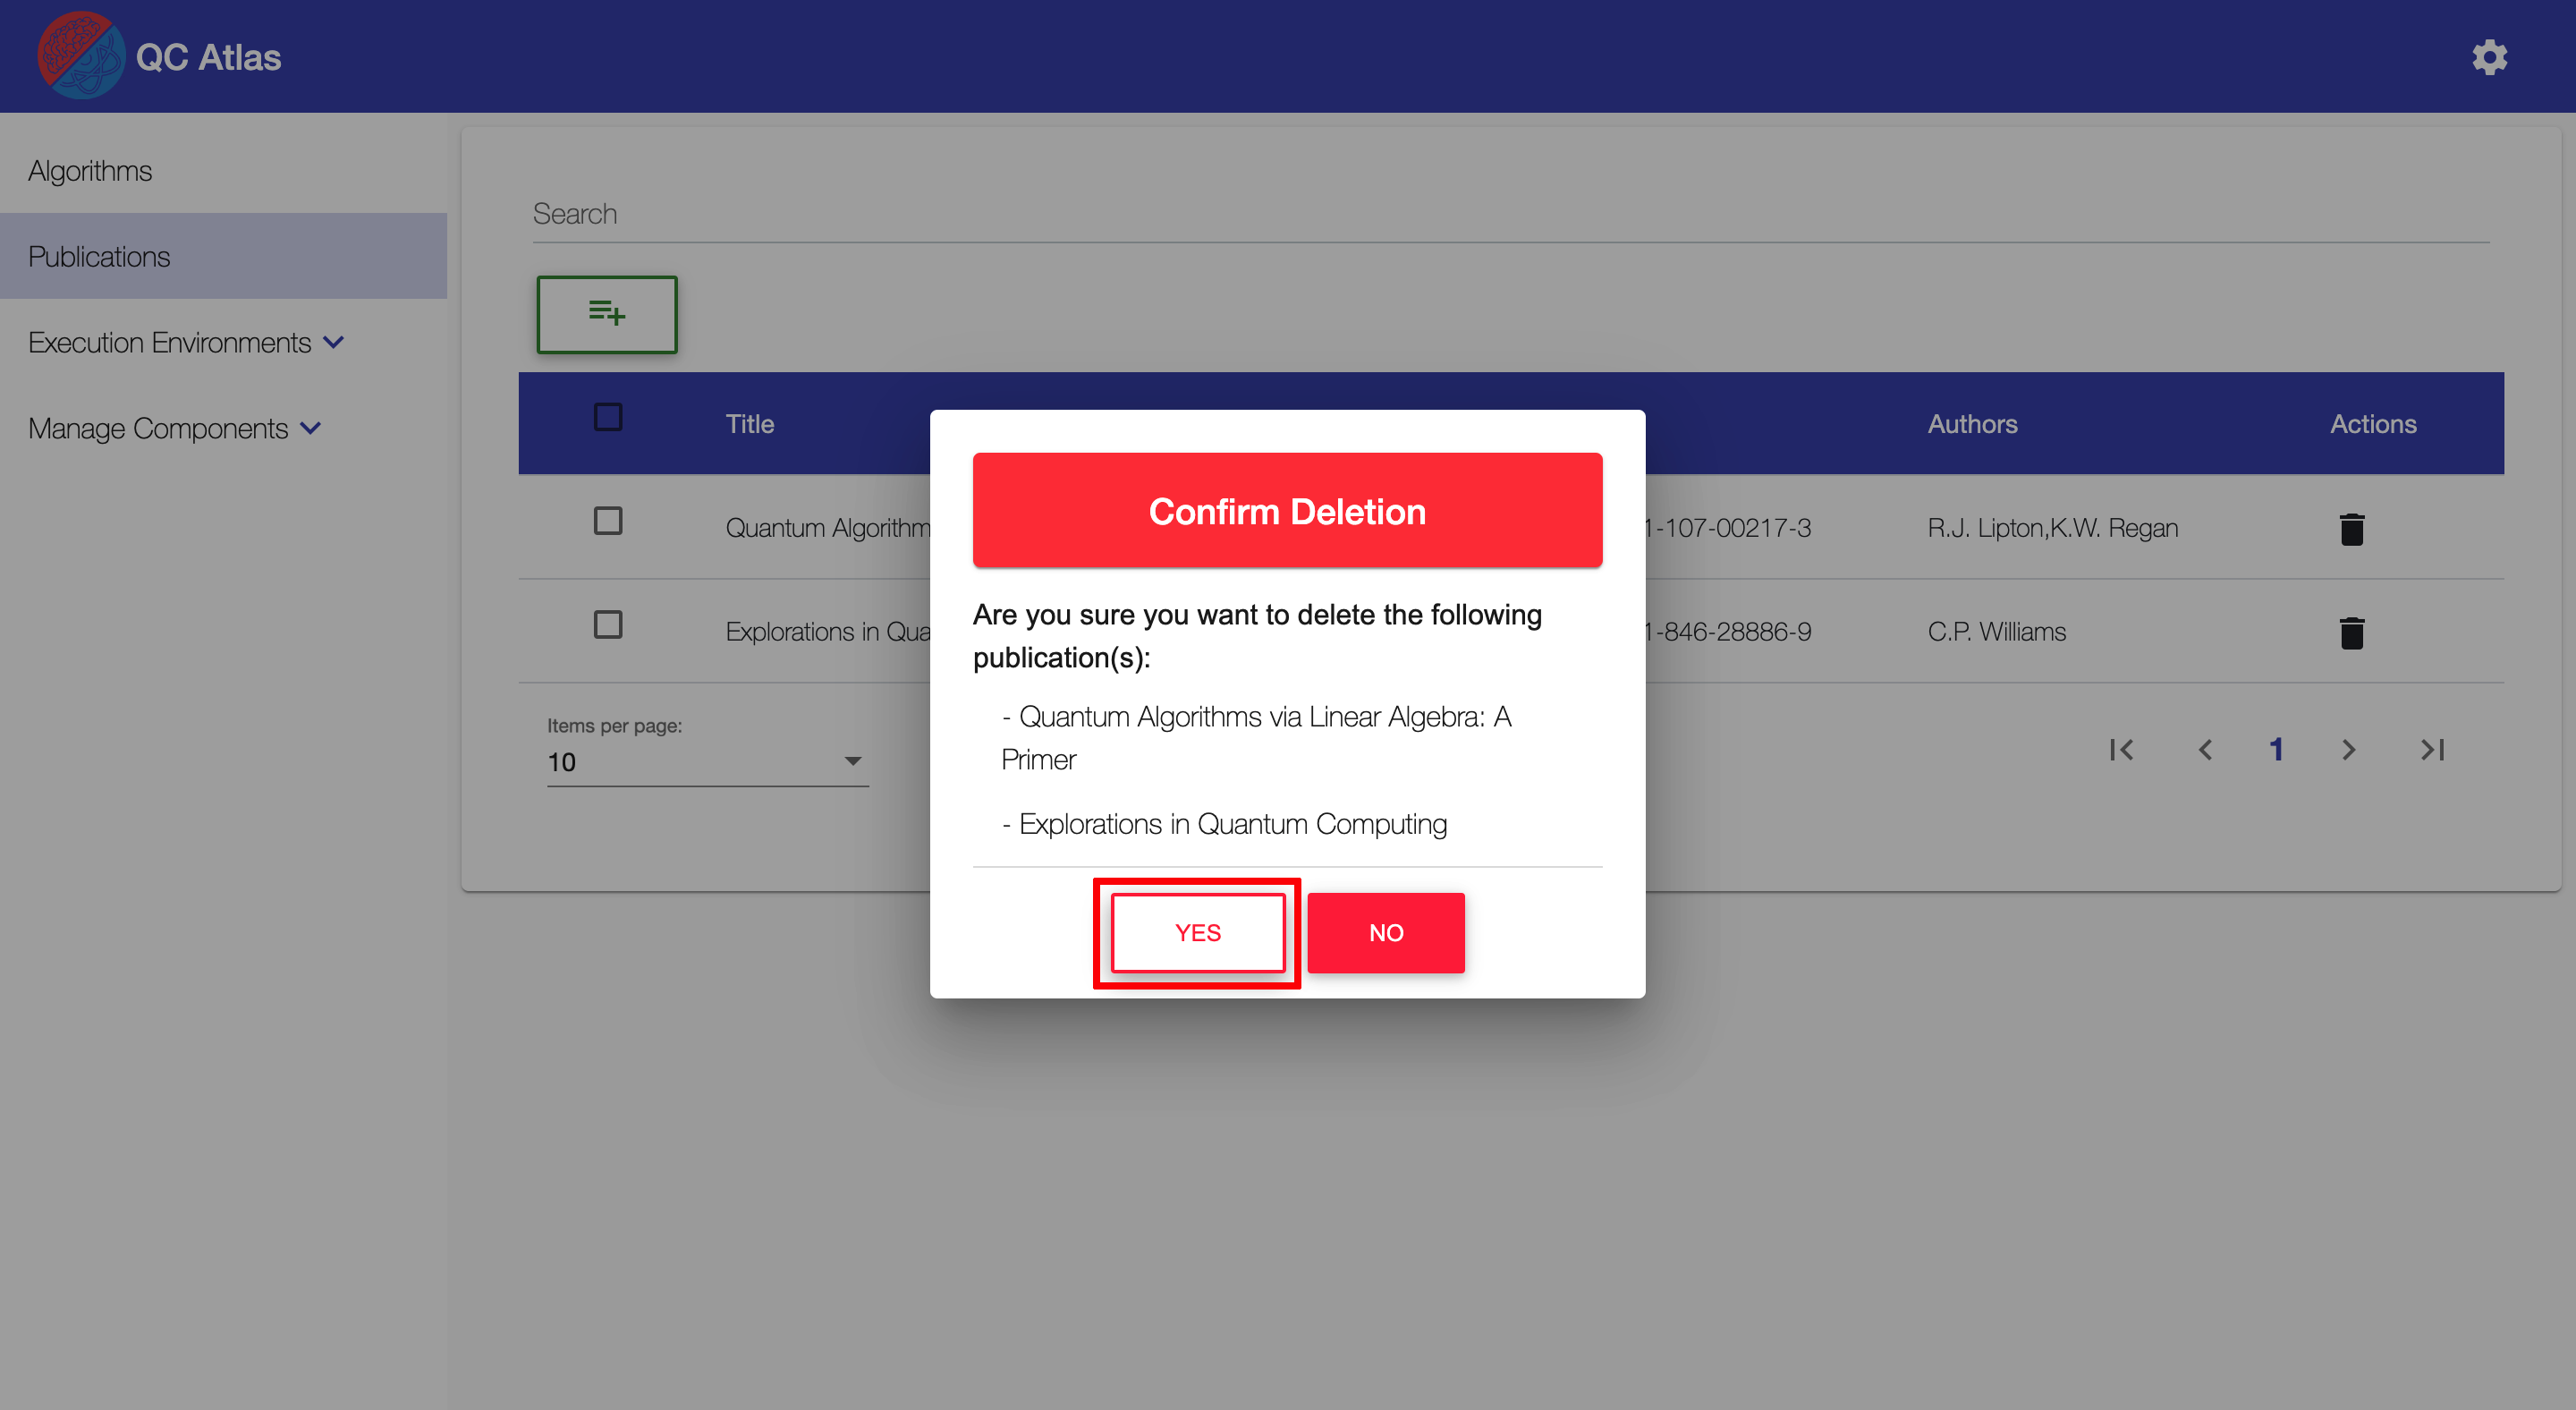 QC Atlas
Algorithms
Publications
Execution Environments
Manage Components
Search
Title
Authors
Actions
Quantum Algorithm
1-107-00217-3
R.J. Lipton,K.W. Regan
Explorations in Qua
1-846-28886-9
C.P. Williams
Items per page:
10
1
Confirm Deletion
Are you sure you want to delete the following
publication(s):
- Quantum Algorithms via Linear Algebra: A
Primer
- Explorations in Quantum Computing
YES
NO